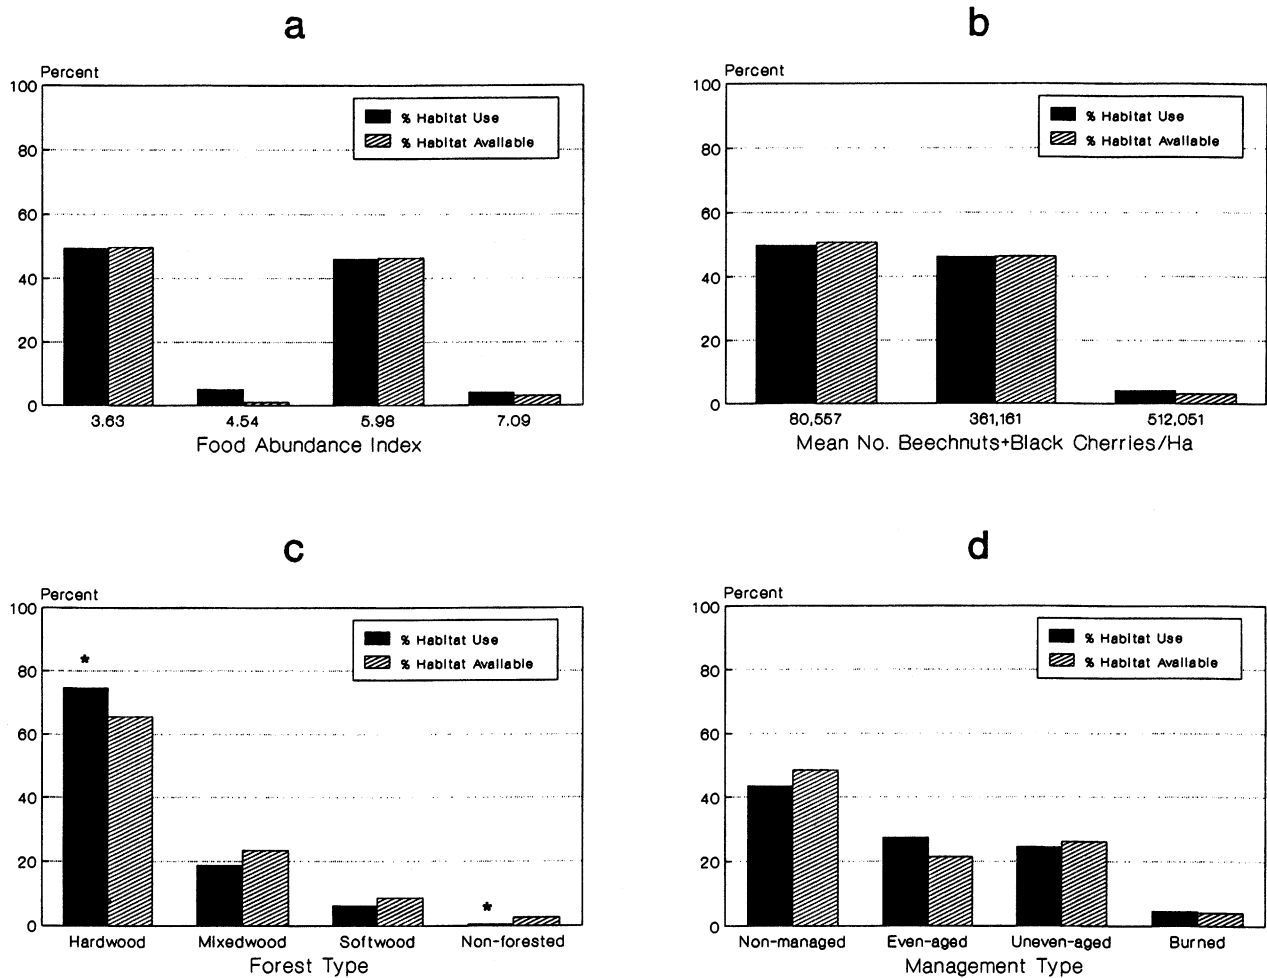 a
Percent
100
80
60
40
20
0
% Habitat Use
% Habitat Available
3.63 4.54 5.98 7.09
Food Abundance Index
b
Percent
100
80
60
40
20
0
% Habitat Use
% Habitat Available
80,557 361,161 512,051
Mean No. Beechnuts+Black Cherries/Ha
c
Percent
100
80
60
40
20
0
% Habitat Use
% Habitat Available
*
*
Hardwood Mixedwood Softwood Non-forested
Forest Type
d
Percent
100
80
60
40
20
0
% Habitat Use
% Habitat Available
Non-managed Even-aged Uneven-aged Burned
Management Type